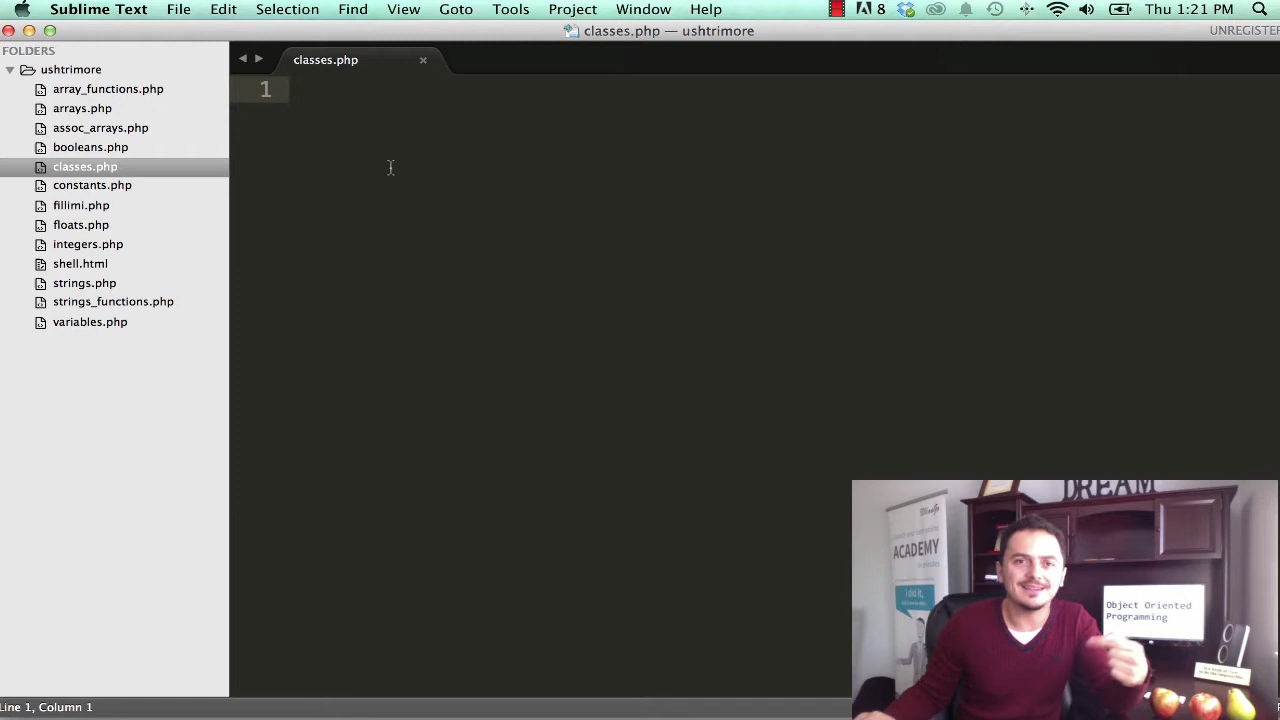 Sublime Text File Edit Selection Find View Goto Tools Project Window Help 8 Thu 1:21 PM
classes.php — ushtrimore UNREGISTER
FOLDERS
ushtrimore
array_functions.php
arrays.php
assoc_arrays.php
booleans.php
classes.php
constants.php
fillimi.php
floats.php
integers.php
shell.html
strings.php
strings_functions.php
variables.php
classes.php
1
DREAM
ACADEMY
I did it,
Object Oriented
Programming
Line 1, Column 1